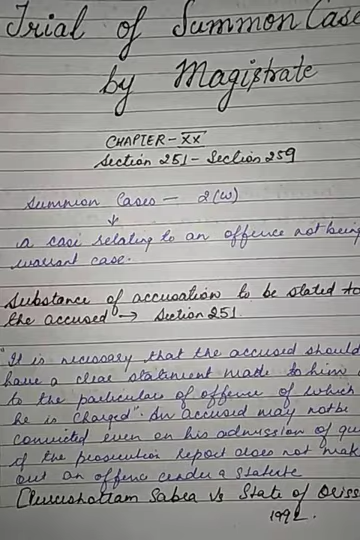 Trial of Summon Case
by Magistrate
CHAPTER - XX
Section 251 - Section 259
Summon Cases - 2(w)
↓
a case relating to an offence not being
warrant case.
Substance of accusation to be stated to
the accused → Section 251
"It is necessary that the accused should
have a clear statement made to him
to the particulars of offence of which
he is charged" An accused may not be
convicted even on his admission of gu
if the prosecution report does not mak
out an offence under a statute
(Purushottam Sabra vs State of Oriss
1992.